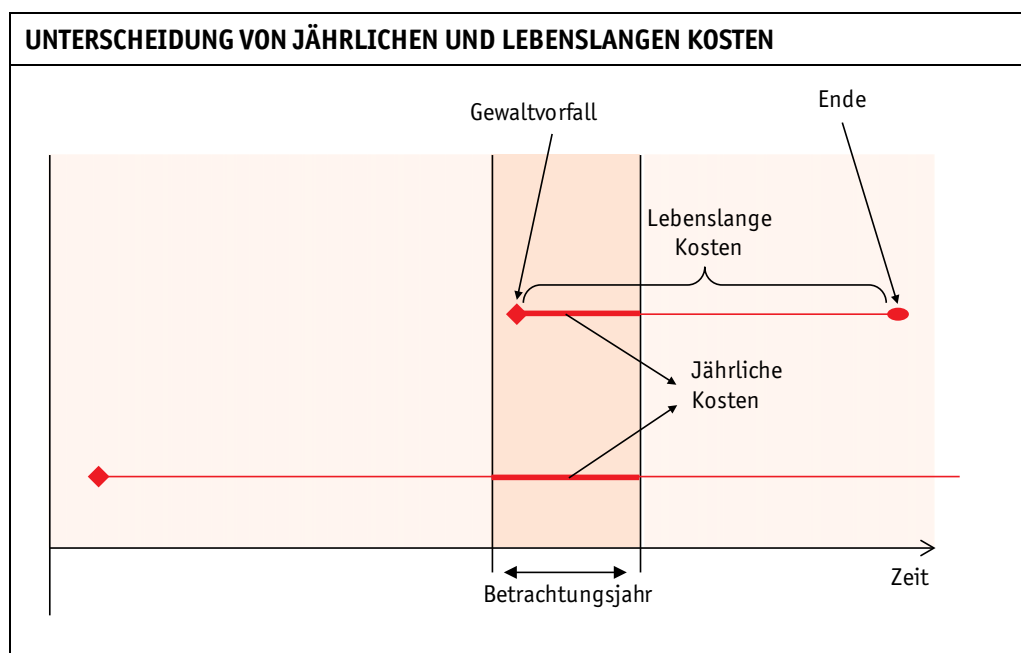 UNTERSCHEIDUNG VON JÄHRLICHEN UND LEBENSLANGEN KOSTEN
Ende
Gewaltvorfall
Lebenslange
Kosten
Jährliche
Kosten
Zeit
Betrachtungsjahr